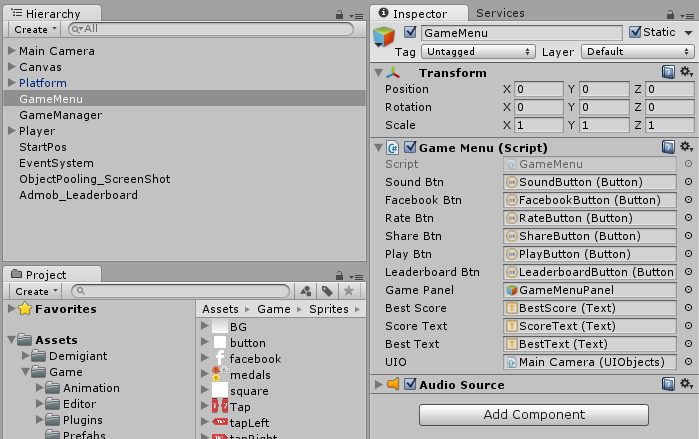 Hierarchy
Create
All
Main Camera
Canvas
Platform
GameMenu
GameManager
Player
StartPos
EventSystem
ObjectPooling_ScreenShot
Admob_Leaderboard
Project
Create
Favorites
Assets
Demigiant
Game
Animation
Editor
Plugins
Prefabs
Assets Game Sprites
BG
button
facebook
medals
square
Tap
tapLeft
tapRight
Inspector Services
GameMenu Static
Tag Untagged Layer Default
Transform
Position X 0 Y 0 Z 0
Rotation X 0 Y 0 Z 0
Scale X 1 Y 1 Z 1
Game Menu (Script)
Script GameMenu
Sound Btn SoundButton (Button)
Facebook Btn FacebookButton (Button)
Rate Btn RateButton (Button)
Share Btn ShareButton (Button)
Play Btn PlayButton (Button)
Leaderboard Btn LeaderboardButton (Button
Game Panel GameMenuPanel
Best Score BestScore (Text)
Score Text ScoreText (Text)
Best Text BestText (Text)
UIO Main Camera (UIObjects)
Audio Source
Add Component